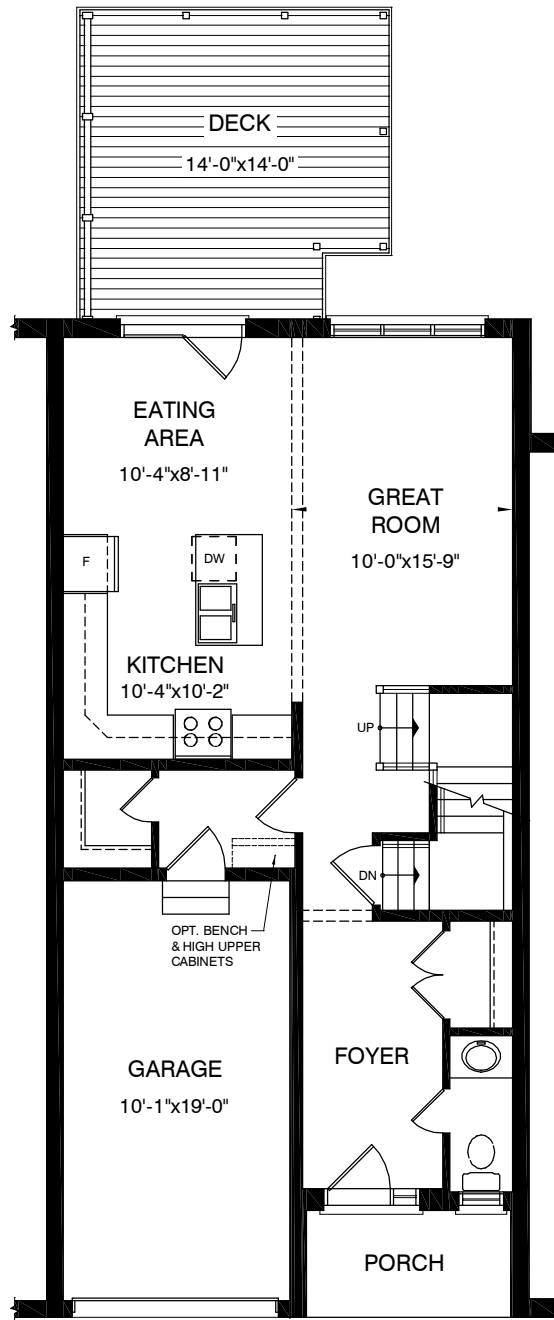 DECK
14'-0"x14'-0"
EATING
AREA
10'-4"x8'-11"
GREAT
ROOM
10'-0"x15'-9"
F
DW
KITCHEN
10'-4"x10'-2"
UP
DN
OPT. BENCH
& HIGH UPPER
CABINETS
FOYER
GARAGE
10'-1"x19'-0"
PORCH